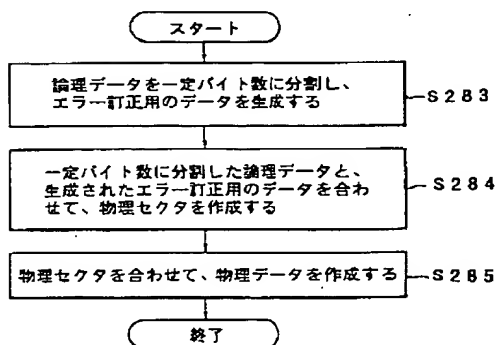 スタート
論理データを一定バイト数に分割し、
エラー訂正用のデータを生成する
S283
一定バイト数に分割した論理データと、
生成されたエラー訂正用のデータを合わ
せて、物理セクタを作成する
S284
物理セクタを合わせて、物理データを作成する
S285
終了